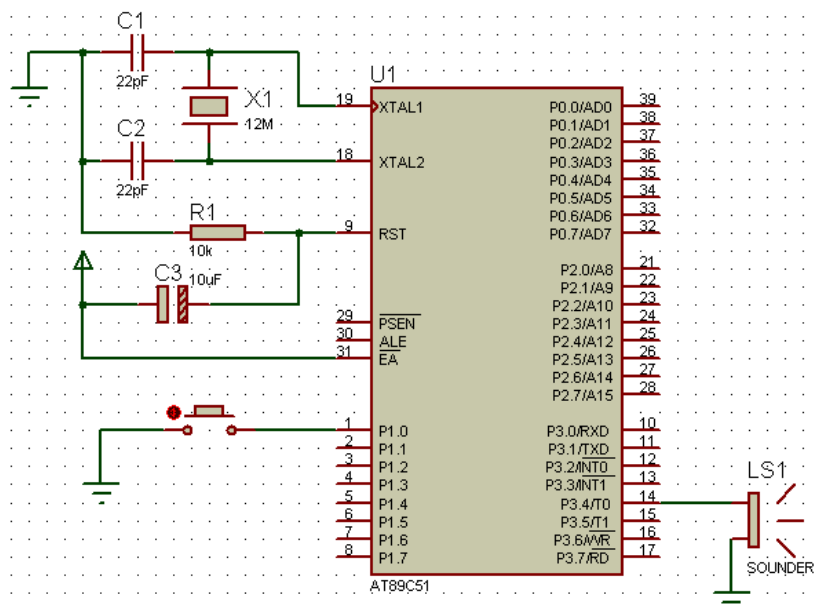 C1
22pF
X1
12M
C2
22pF
R1
10k
C3
10uF
U1
19 XTAL1
18 XTAL2
9 RST
29 PSEN
30 ALE
31 EA
1 P1.0
2 P1.1
3 P1.2
4 P1.3
5 P1.4
6 P1.5
7 P1.6
8 P1.7
P0.0/AD0 39
P0.1/AD1 38
P0.2/AD2 37
P0.3/AD3 36
P0.4/AD4 35
P0.5/AD5 34
P0.6/AD6 33
P0.7/AD7 32
P2.0/A8 21
P2.1/A9 22
P2.2/A10 23
P2.3/A11 24
P2.4/A12 25
P2.5/A13 26
P2.6/A14 27
P2.7/A15 28
P3.0/RXD 10
P3.1/TXD 11
P3.2/INT0 12
P3.3/INT1 13
P3.4/T0 14
P3.5/T1 15
P3.6/WR 16
P3.7/RD 17
AT89C51
LS1
SOUNDER